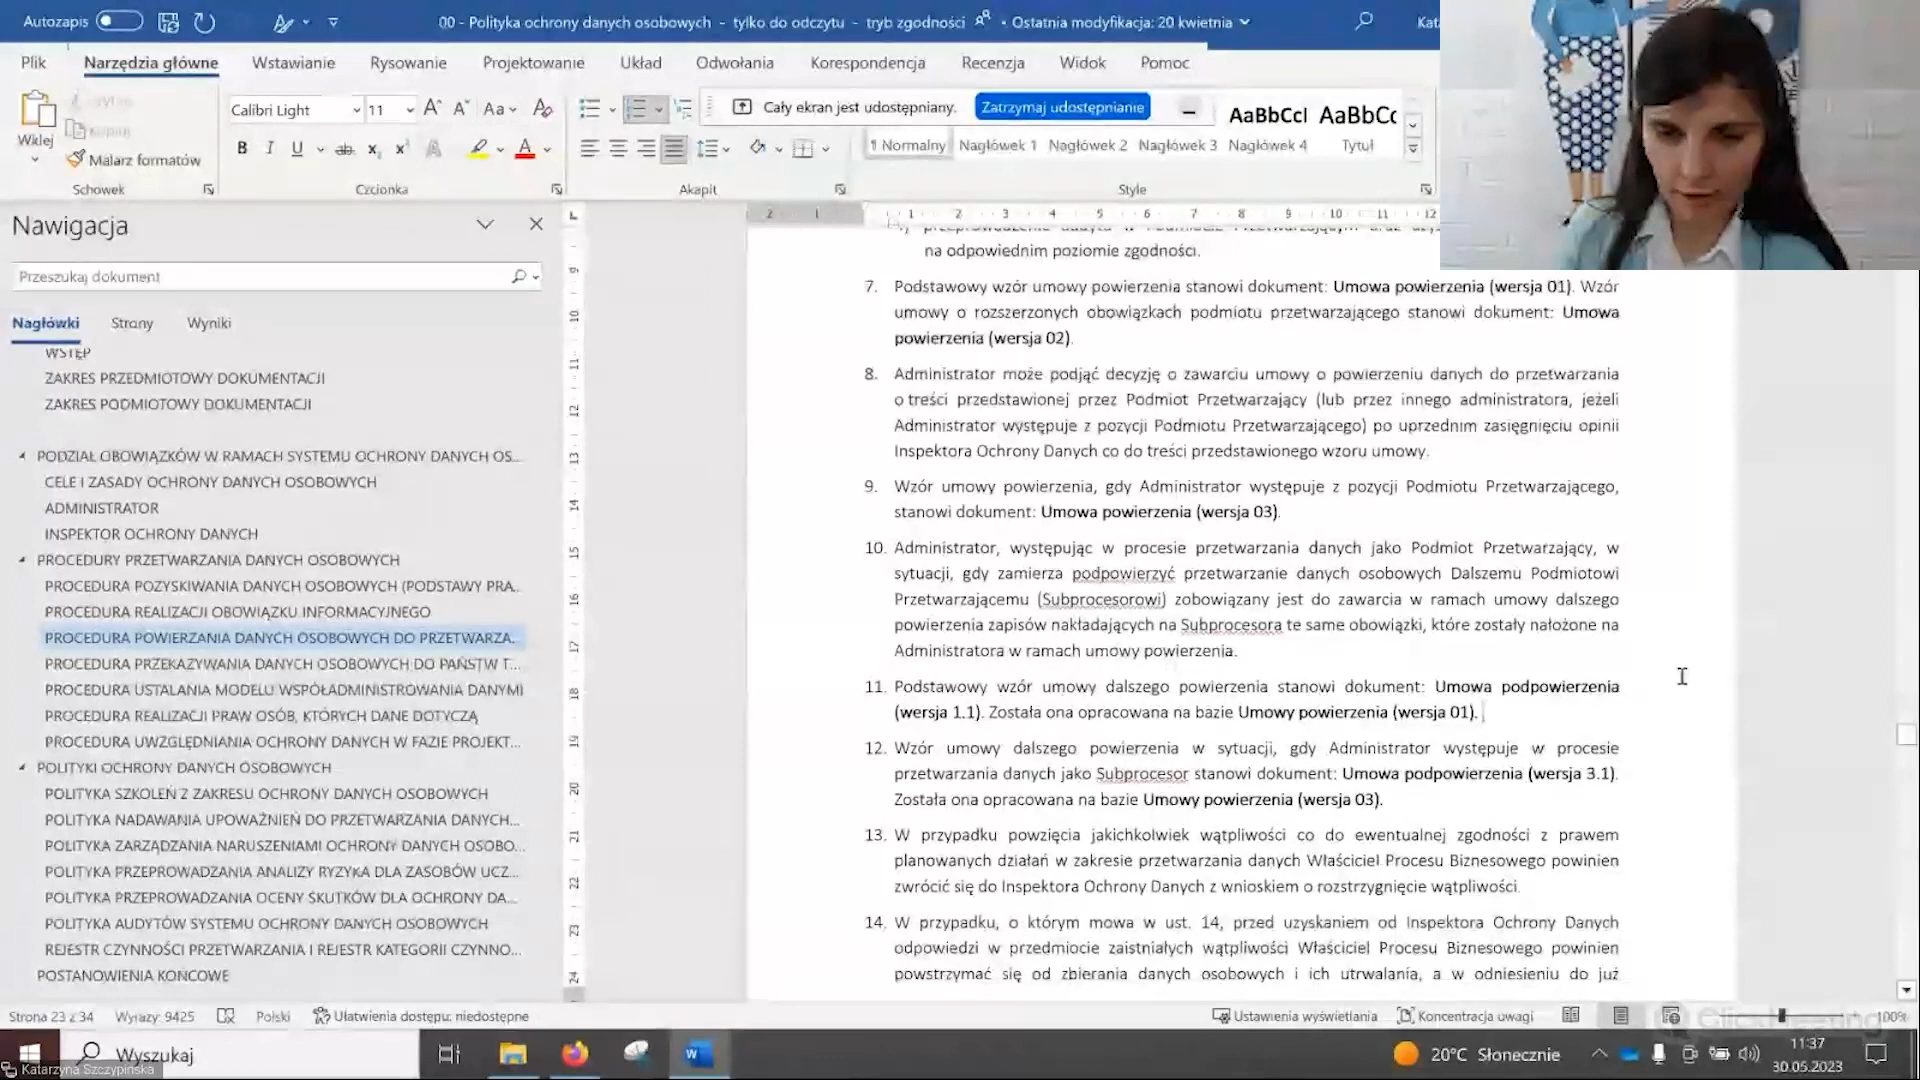 Autozapis
00 - Polityka ochrony danych osobowych - tylko do odczytu - tryb zgodności • Ostatnia modyfikacja: 20 kwietnia
Plik Narzędzia główne Wstawianie Rysowanie Projektowanie Układ Odwołania Korespondencja Recenzja Widok Pomoc
Wklej
Kopiuj
Malarz formatów
Schowek
Calibri Light 11
Czcionka
Akapit
Cały ekran jest udostępniany. Zatrzymaj udostępnianie
AaBbCcI AaBbCc
¶ Normalny Nagłówek 1 Nagłówek 2 Nagłówek 3 Nagłówek 4 Tytuł
Style
Nawigacja
Przeszukaj dokument
Nagłówki Strony Wyniki
WSTĘP
ZAKRES PRZEDMIOTOWY DOKUMENTACJI
ZAKRES PODMIOTOWY DOKUMENTACJI
PODZIAŁ OBOWIĄZKÓW W RAMACH SYSTEMU OCHRONY DANYCH OS...
CELE I ZASADY OCHRONY DANYCH OSOBOWYCH
ADMINISTRATOR
INSPEKTOR OCHRONY DANYCH
PROCEDURY PRZETWARZANIA DANYCH OSOBOWYCH
PROCEDURA POZYSKIWANIA DANYCH OSOBOWYCH (PODSTAWY PRA...
PROCEDURA REALIZACJI OBOWIĄZKU INFORMACYJNEGO
PROCEDURA POWIERZANIA DANYCH OSOBOWYCH DO PRZETWARZA...
PROCEDURA PRZEKAZYWANIA DANYCH OSOBOWYCH DO PAŃSTW T...
PROCEDURA USTALANIA MODELU WSPÓŁADMINISTROWANIA DANYMI
PROCEDURA REALIZACJI PRAW OSÓB, KTÓRYCH DANE DOTYCZĄ
PROCEDURA UWZGLĘDNIANIA OCHRONY DANYCH W FAZIE PROJEKT...
POLITYKI OCHRONY DANYCH OSOBOWYCH
POLITYKA SZKOLEŃ Z ZAKRESU OCHRONY DANYCH OSOBOWYCH
POLITYKA NADAWANIA UPOWAŻNIEŃ DO PRZETWARZANIA DANYCH...
POLITYKA ZARZĄDZANIA NARUSZENIAMI OCHRONY DANYCH OSOBO...
POLITYKA PRZEPROWADZANIA ANALIZY RYZYKA DLA ZASOBÓW UCZ...
POLITYKA PRZEPROWADZANIA OCENY SKUTKÓW DLA OCHRONY DA...
POLITYKA AUDYTÓW SYSTEMU OCHRONY DANYCH OSOBOWYCH
REJESTR CZYNNOŚCI PRZETWARZANIA I REJESTR KATEGORII CZYNNO...
POSTANOWIENIA KOŃCOWE
na odpowiednim poziomie zgodności.
7. Podstawowy wzór umowy powierzenia stanowi dokument: Umowa powierzenia (wersja 01). Wzór
umowy o rozszerzonych obowiązkach podmiotu przetwarzającego stanowi dokument: Umowa
powierzenia (wersja 02).
8. Administrator może podjąć decyzję o zawarciu umowy o powierzeniu danych do przetwarzania
o treści przedstawionej przez Podmiot Przetwarzający (lub przez innego administratora, jeżeli
Administrator występuje z pozycji Podmiotu Przetwarzającego) po uprzednim zasięgnięciu opinii
Inspektora Ochrony Danych co do treści przedstawionego wzoru umowy.
9. Wzór umowy powierzenia, gdy Administrator występuje z pozycji Podmiotu Przetwarzającego,
stanowi dokument: Umowa powierzenia (wersja 03).
10. Administrator, występując w procesie przetwarzania danych jako Podmiot Przetwarzający, w
sytuacji, gdy zamierza podpowierzyć przetwarzanie danych osobowych Dalszemu Podmiotowi
Przetwarzającemu (Subprocesorowi) zobowiązany jest do zawarcia w ramach umowy dalszego
powierzenia zapisów nakładających na Subprocesora te same obowiązki, które zostały nałożone na
Administratora w ramach umowy powierzenia.
11. Podstawowy wzór umowy dalszego powierzenia stanowi dokument: Umowa podpowierzenia
(wersja 1.1). Została ona opracowana na bazie Umowy powierzenia (wersja 01).
12. Wzór umowy dalszego powierzenia w sytuacji, gdy Administrator występuje w procesie
przetwarzania danych jako Subprocesor stanowi dokument: Umowa podpowierzenia (wersja 3.1).
Została ona opracowana na bazie Umowy powierzenia (wersja 03).
13. W przypadku powzięcia jakichkolwiek wątpliwości co do ewentualnej zgodności z prawem
planowanych działań w zakresie przetwarzania danych Właściciel Procesu Biznesowego powinien
zwrócić się do Inspektora Ochrony Danych z wnioskiem o rozstrzygnięcie wątpliwości.
14. W przypadku, o którym mowa w ust. 14, przed uzyskaniem od Inspektora Ochrony Danych
odpowiedzi w przedmiocie zaistniałych wątpliwości Właściciel Procesu Biznesowego powinien
powstrzymać się od zbierania danych osobowych i ich utrwalania, a w odniesieniu do już
Strona 23 z 34 Wyrazy: 9425 Polski Ułatwienia dostępu: niedostępne
Ustawienia wyświetlania Koncentracja uwagi 100%
ClickMeeting
Wyszukaj
Katarzyna Szczypińska
20°C Słonecznie
11:37
30.05.2023